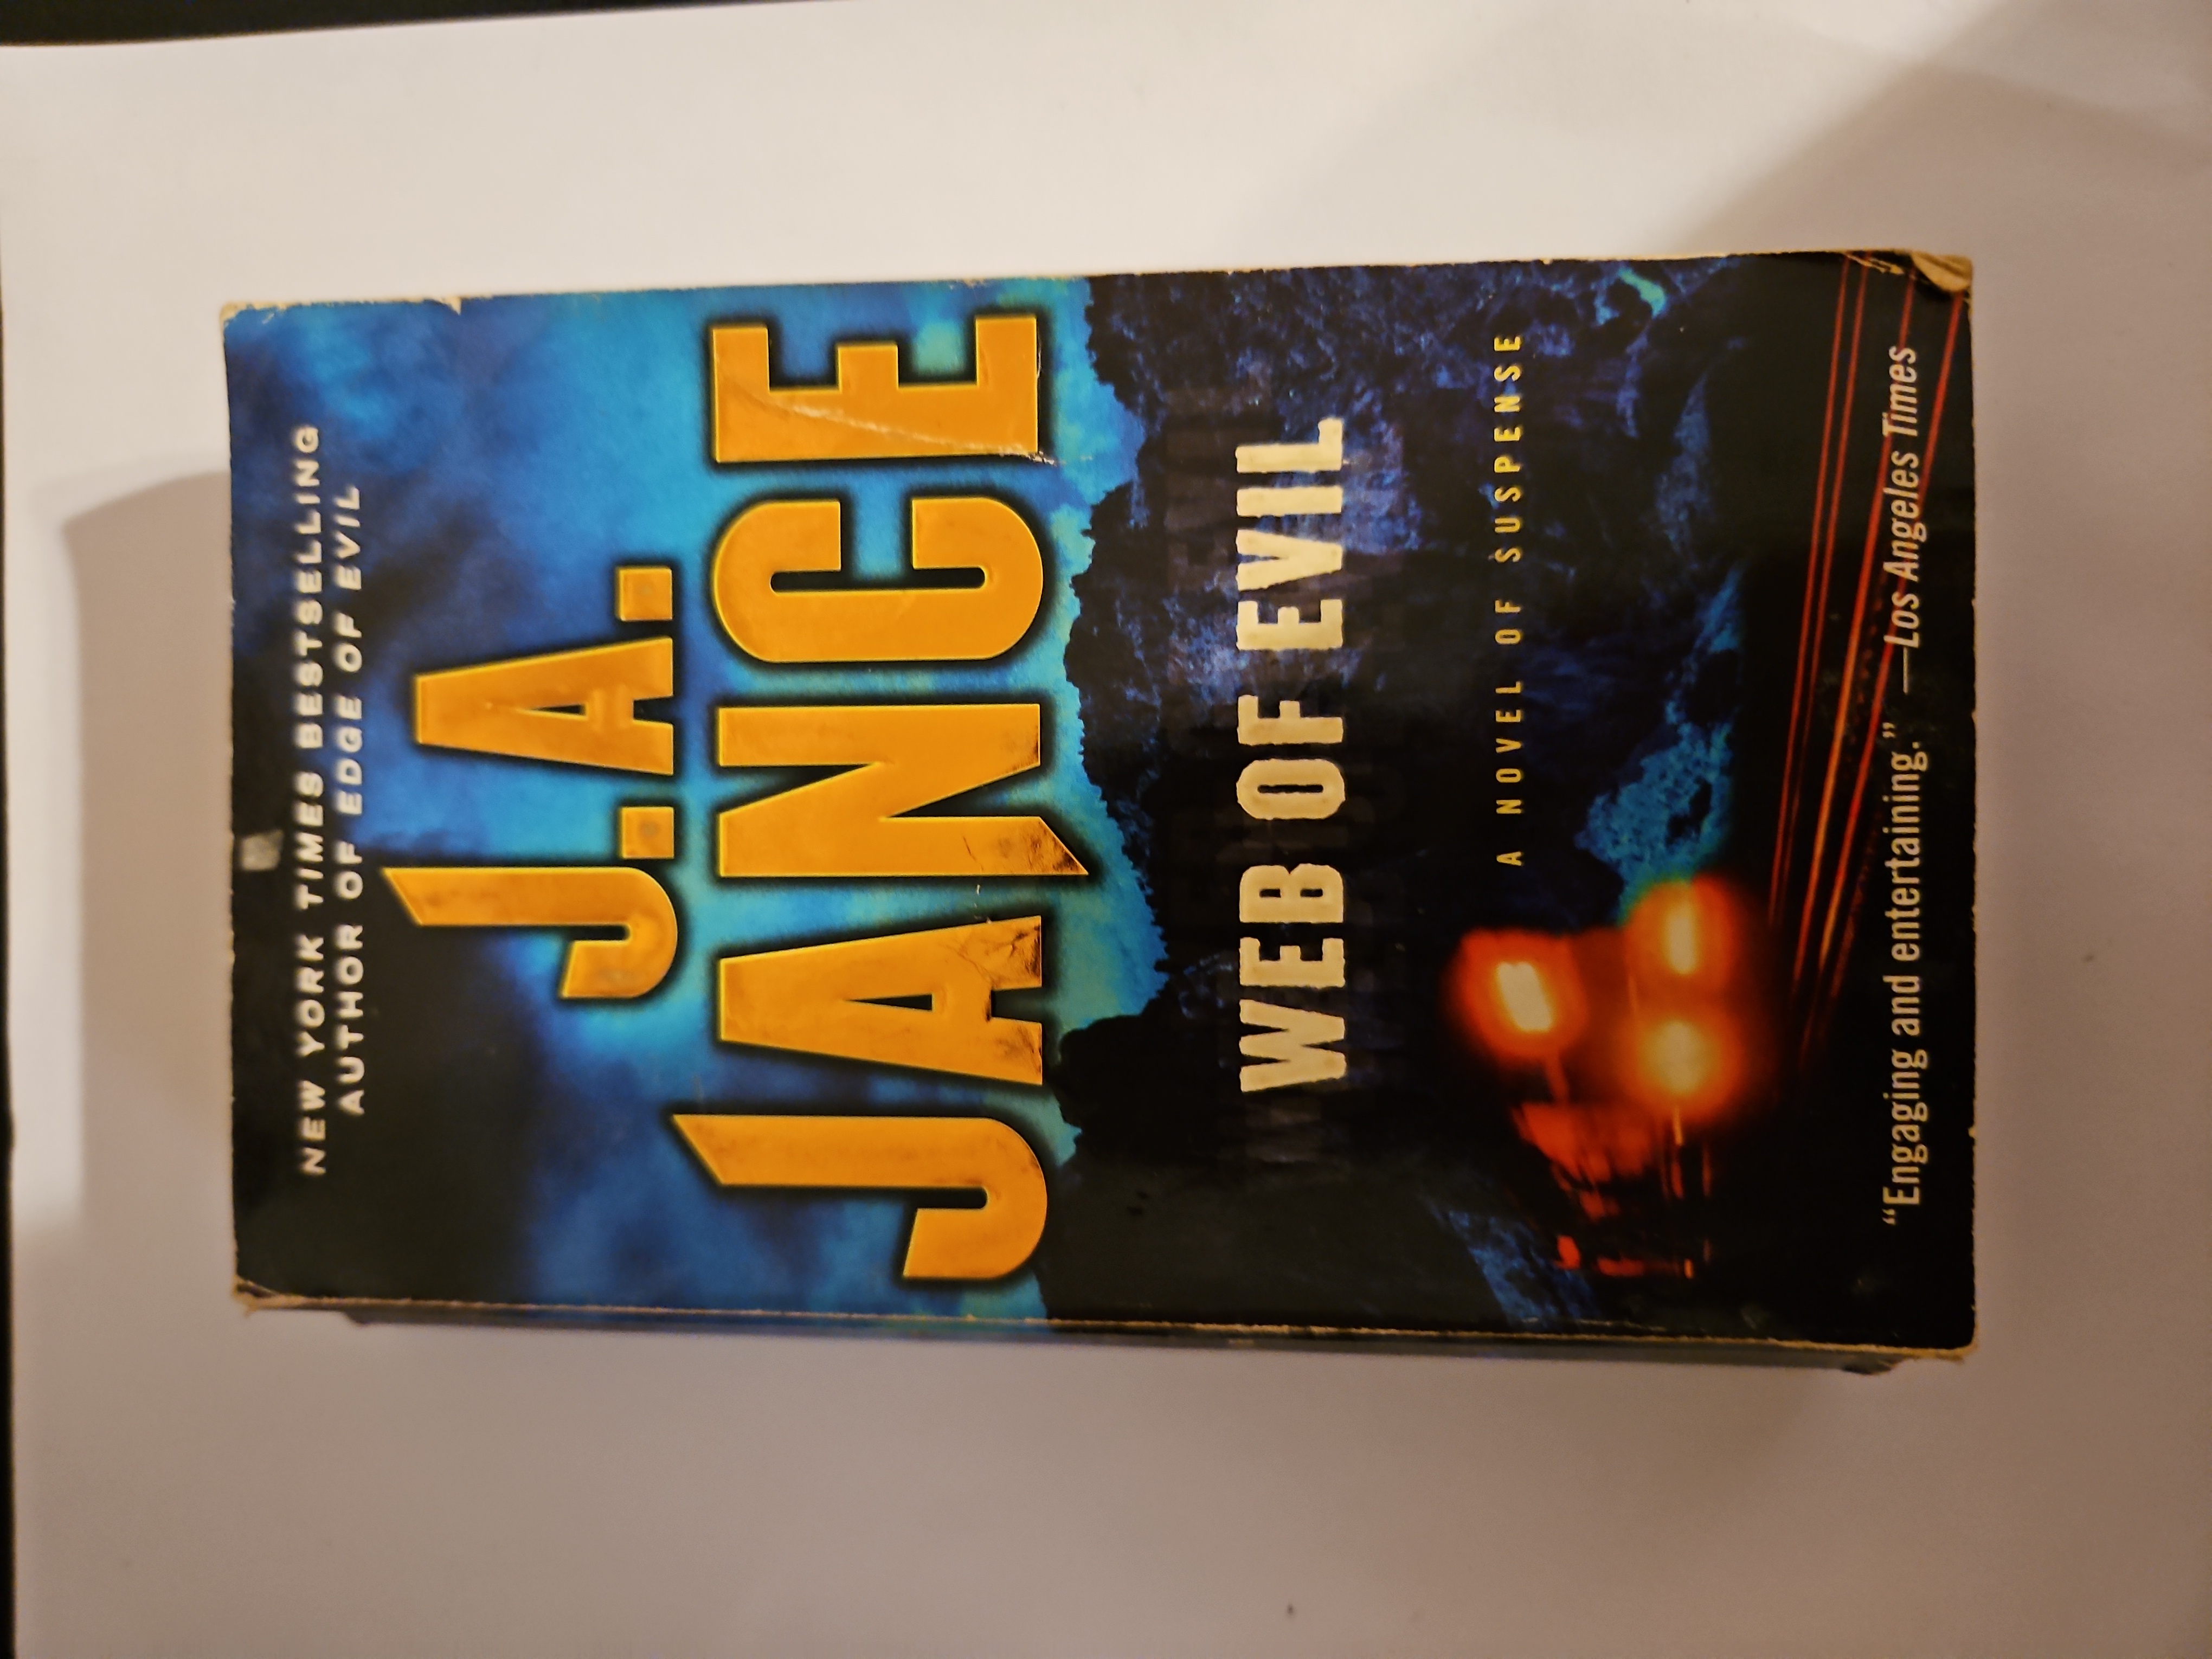 NEW YORK TIMES BESTSELLING
AUTHOR OF EDGE OF EVIL
J.A.
JANCE
WEB OF EVIL
A NOVEL OF SUSPENSE
“Engaging and entertaining.” —Los Angeles Times